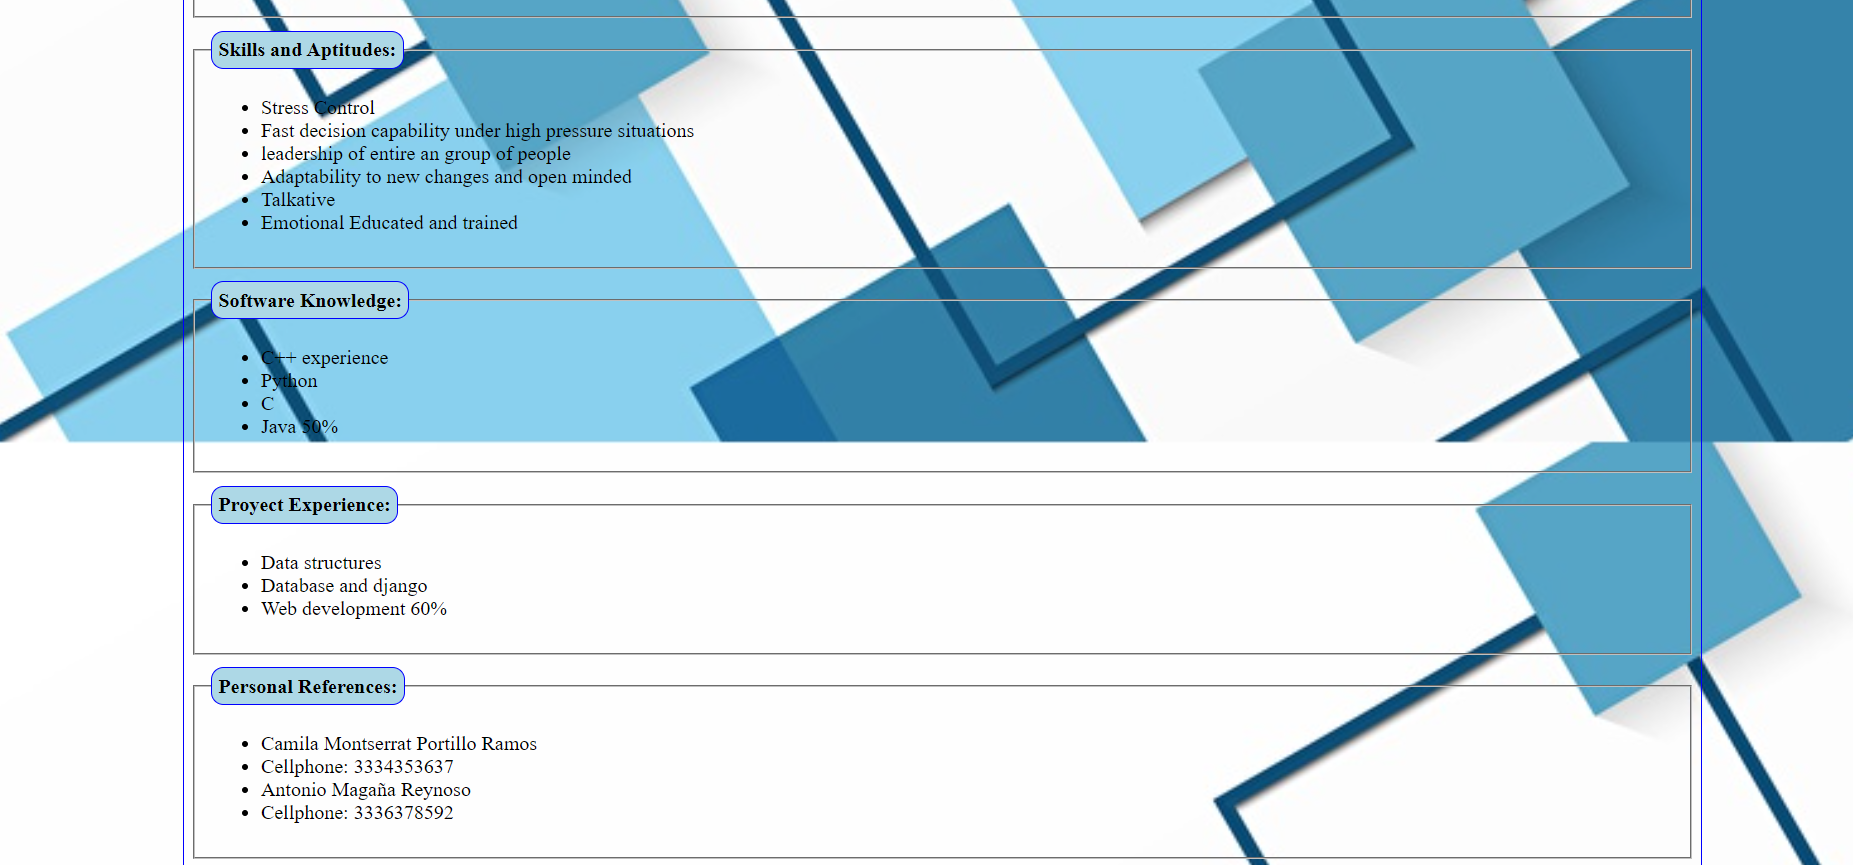 Skills and Aptitudes:
Stress Control
Fast decision capability under high pressure situations
leadership of entire an group of people
Adaptability to new changes and open minded
Talkative
Emotional Educated and trained
Software Knowledge:
C++ experience
Python
C
Java 50%
Proyect Experience:
Data structures
Database and django
Web development 60%
Personal References:
Camila Montserrat Portillo Ramos
Cellphone: 3334353637
Antonio Magaña Reynoso
Cellphone: 3336378592